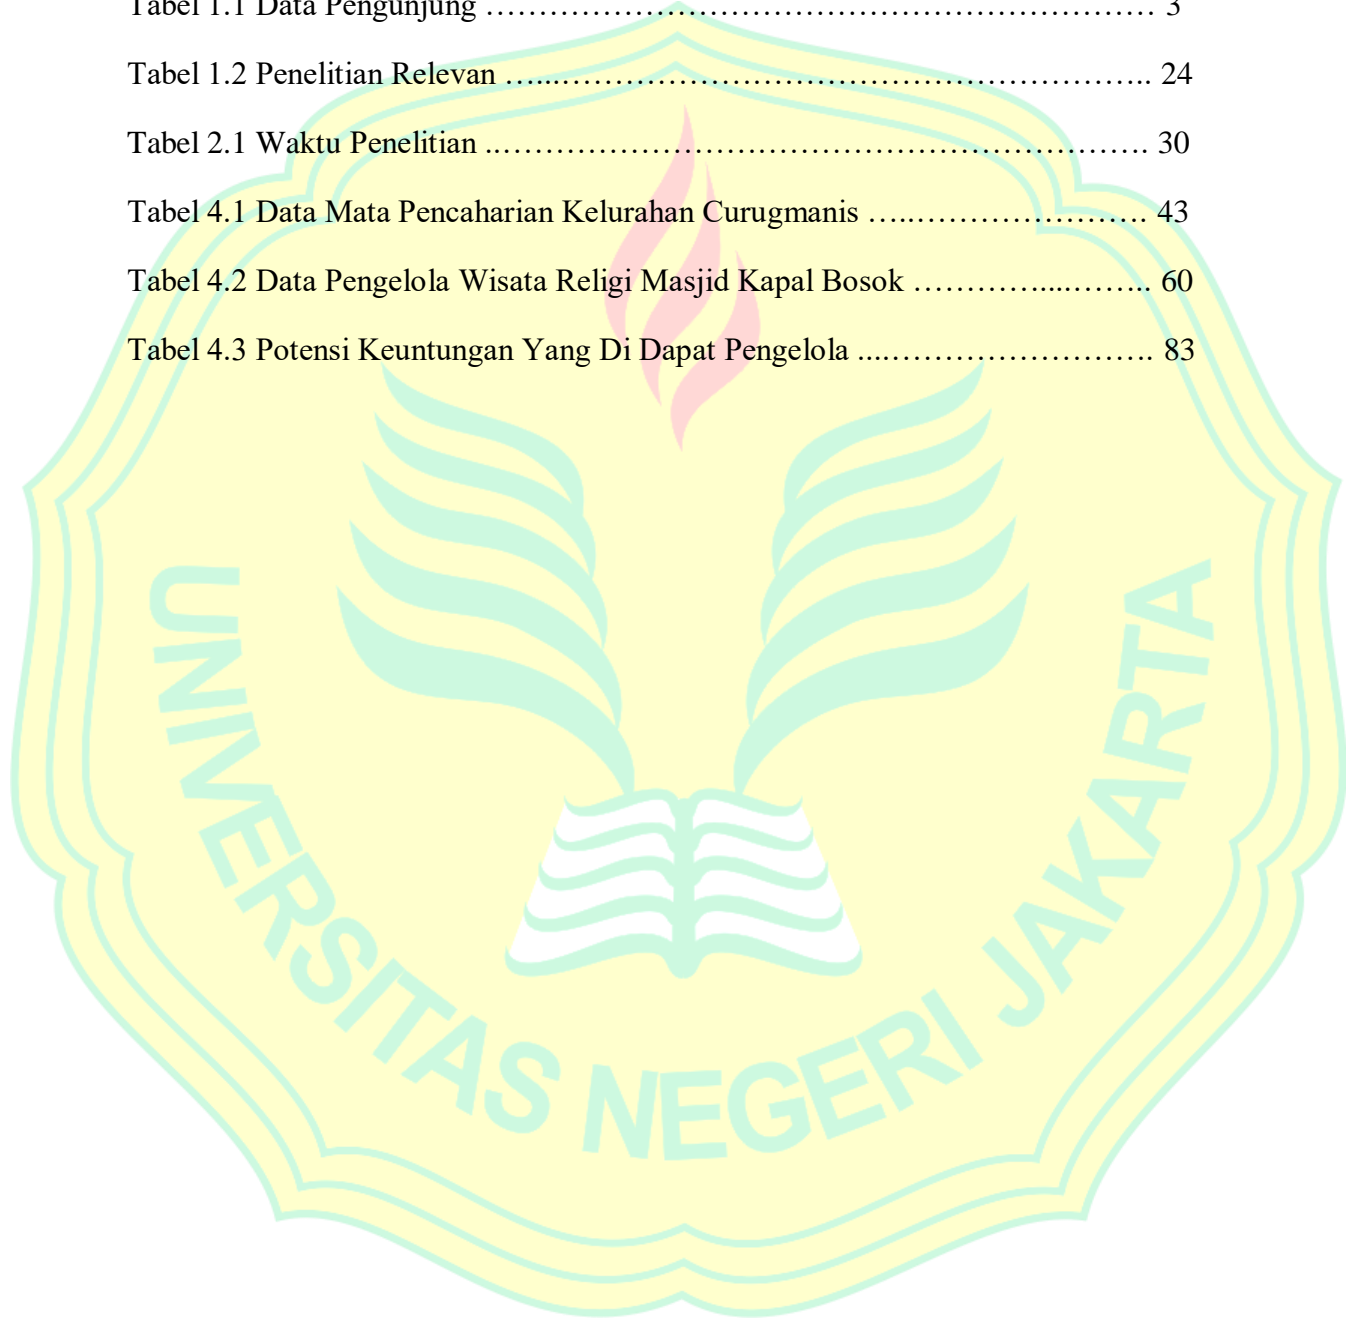 Tabel 1.1 Data Pengunjung ……………………………………………………………… 3
Tabel 1.2 Penelitian Relevan …...……………………………………………………….. 24
Tabel 2.1 Waktu Penelitian ..……………………………………………………………. 30
Tabel 4.1 Data Mata Pencaharian Kelurahan Curugmanis …..…………………. 43
Tabel 4.2 Data Pengelola Wisata Religi Masjid Kapal Bosok …………....…….. 60
Tabel 4.3 Potensi Keuntungan Yang Di Dapat Pengelola ...……………………. 83
UNIVERSITAS NEGERI JAKARTA